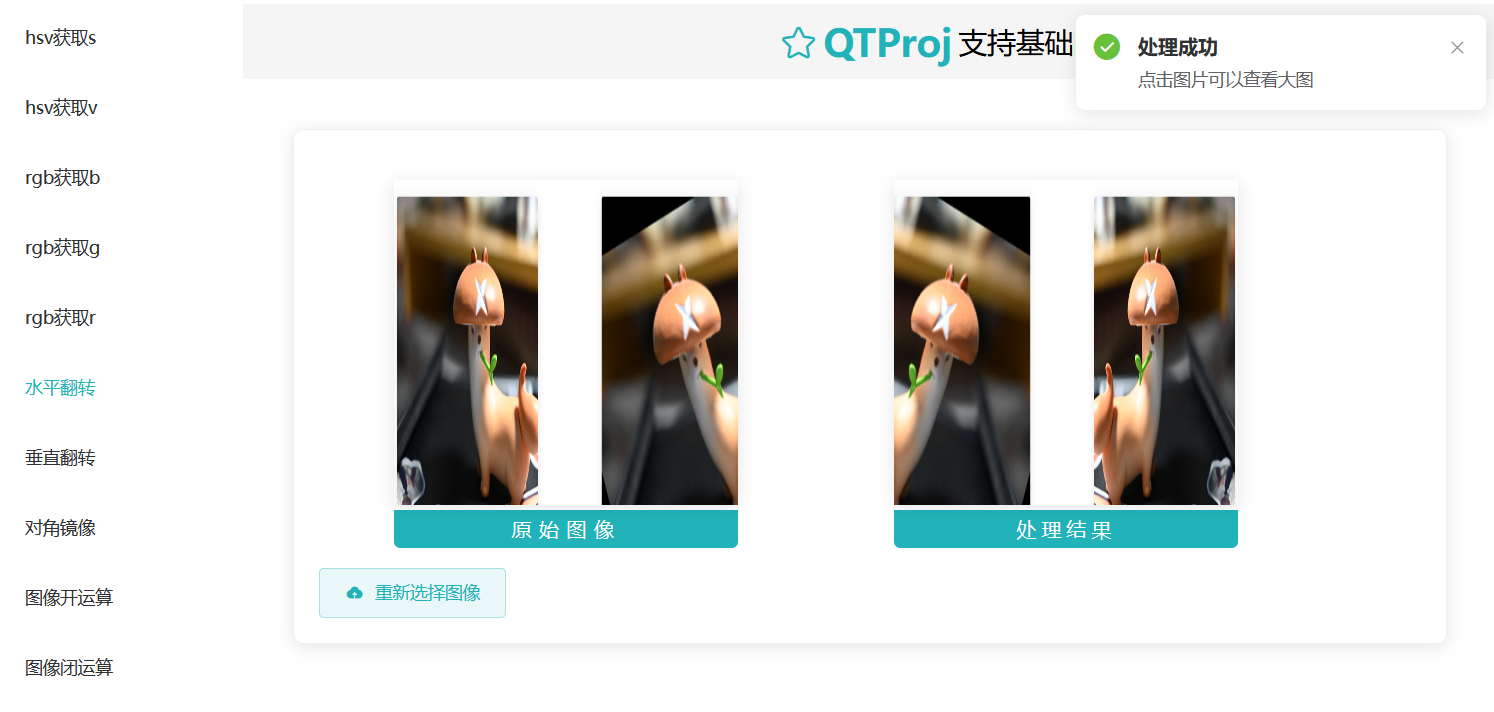 hsv获取s
hsv获取v
rgb获取b
rgb获取g
rgb获取r
水平翻转
垂直翻转
对角镜像
图像开运算
图像闭运算
QTProj 支持基础
处理成功
点击图片可以查看大图
原始图像
处理结果
重新选择图像